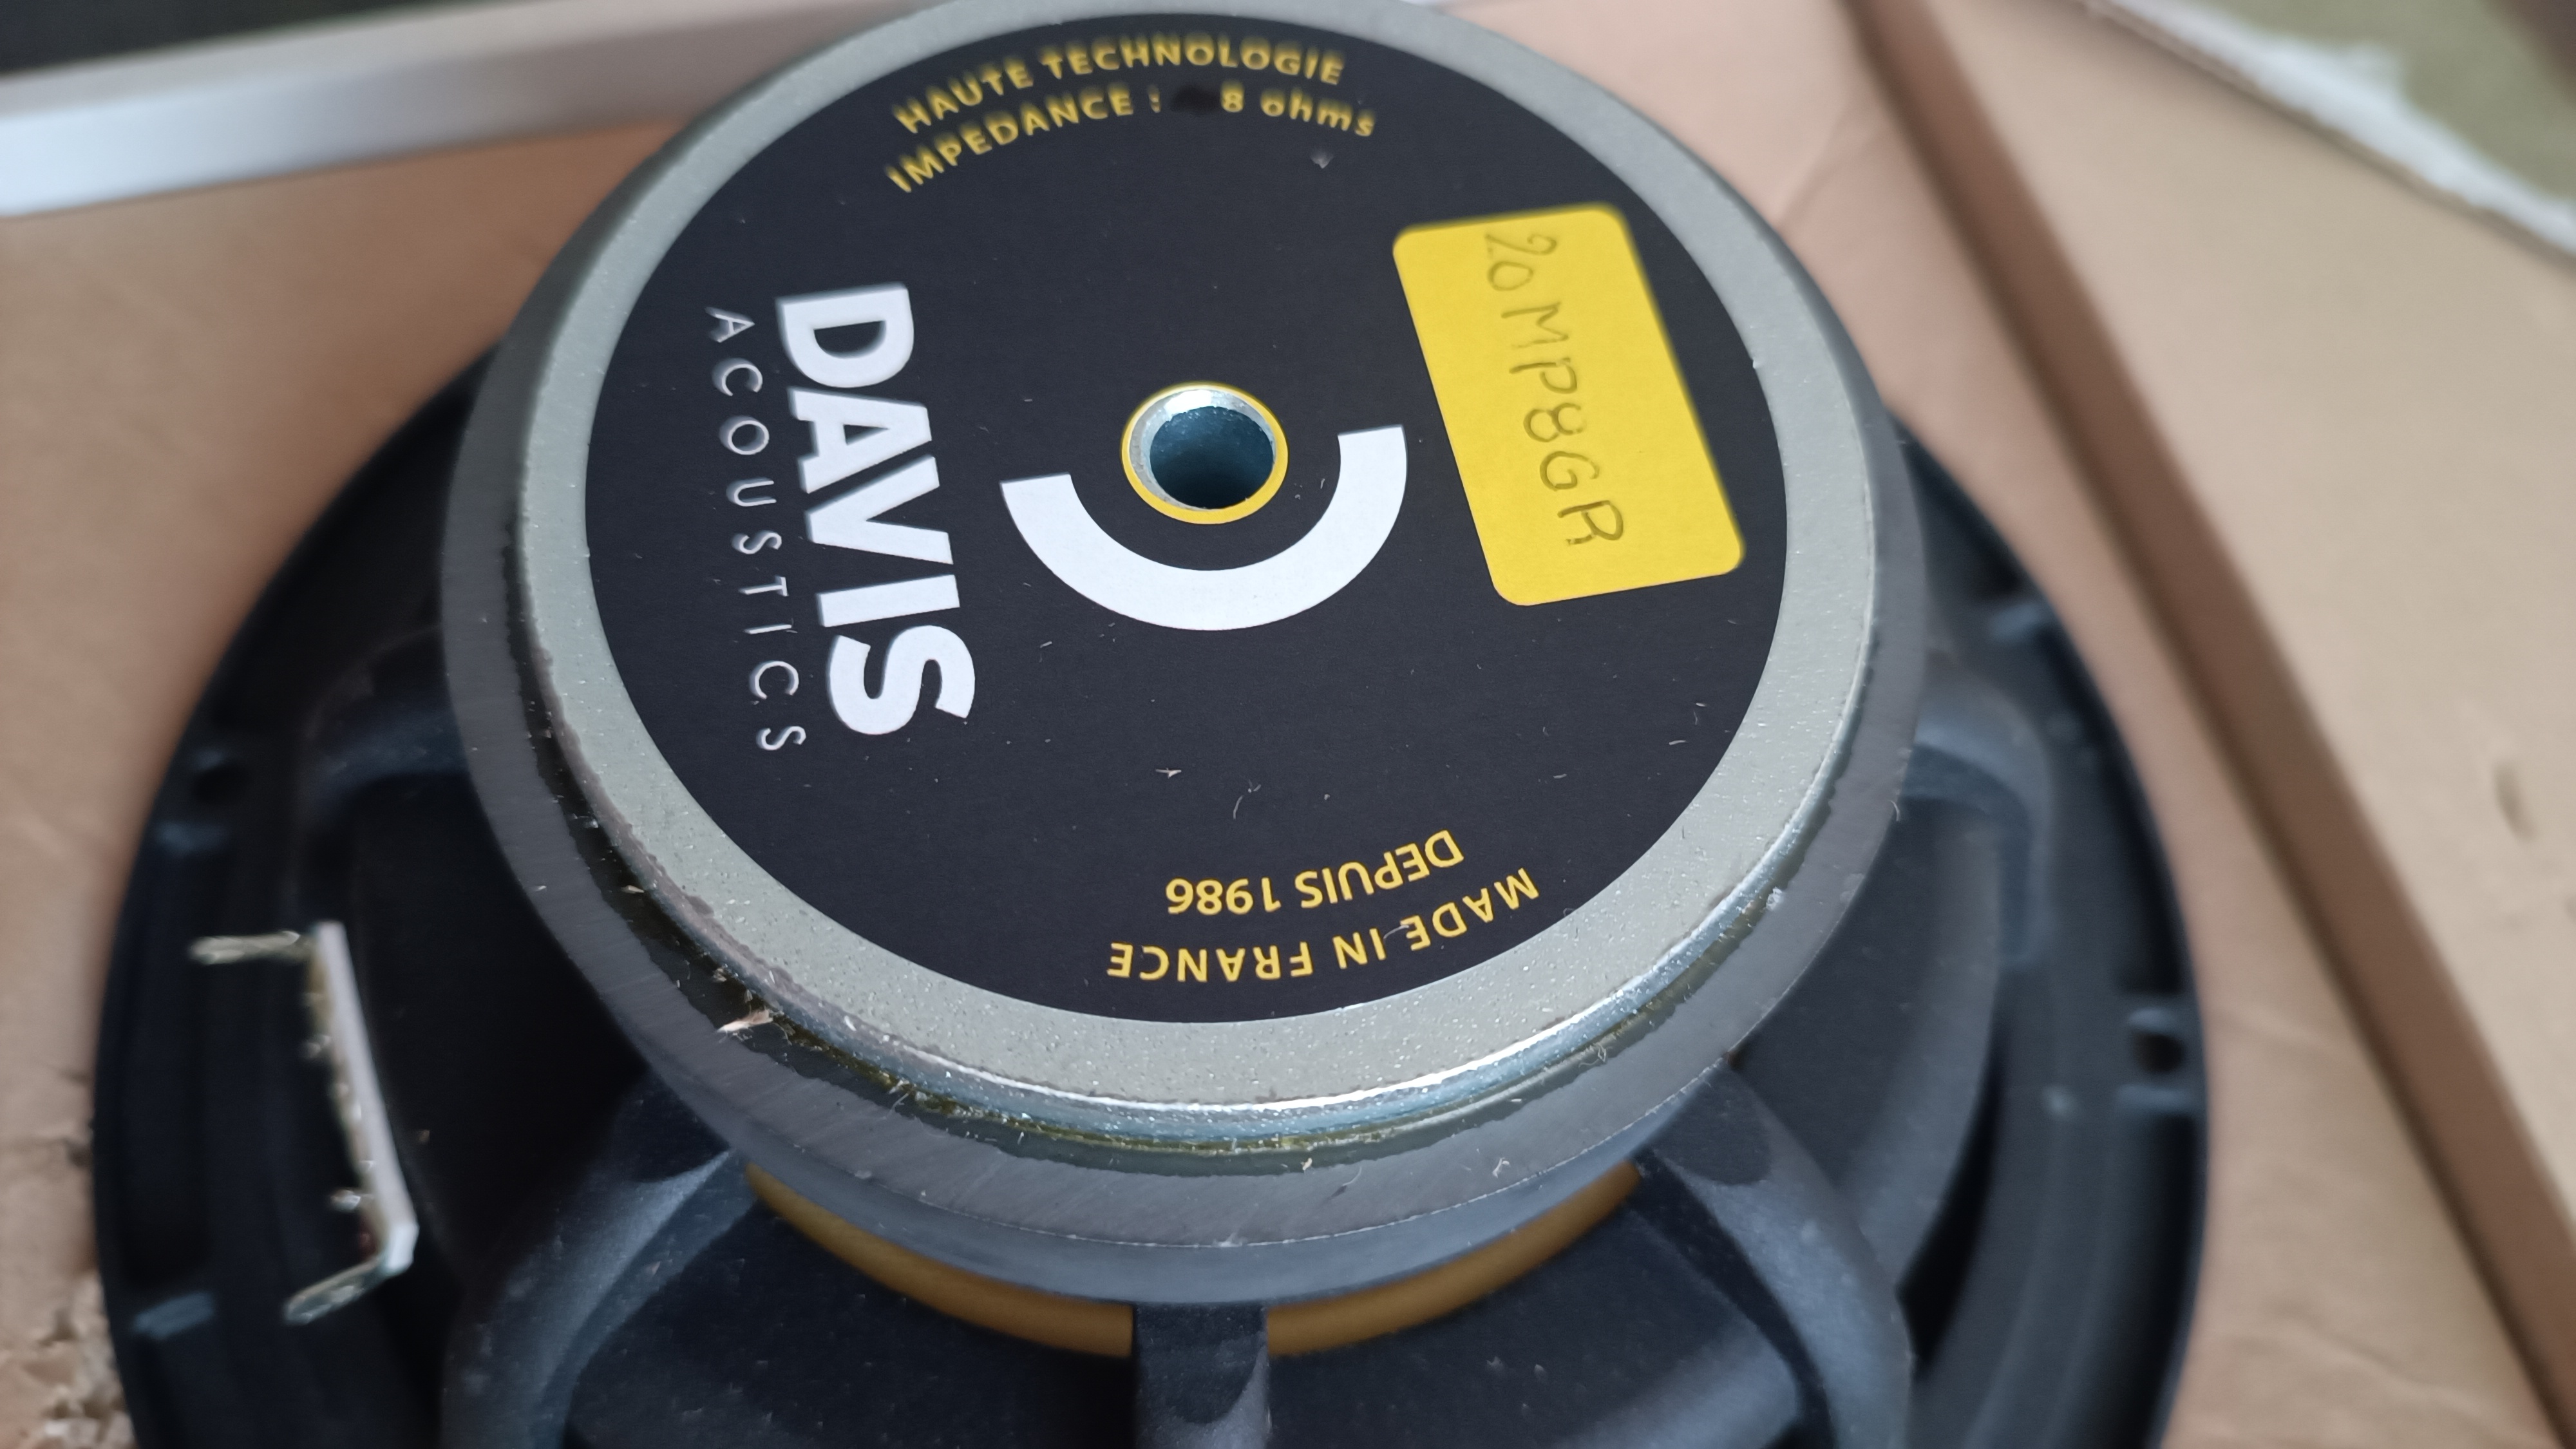 HAUTE TECHNOLOGIE
IMPEDANCE : 8 ohms
DAVIS
ACOUSTICS
20MP8GR
DEPUIS 1986
MADE IN FRANCE